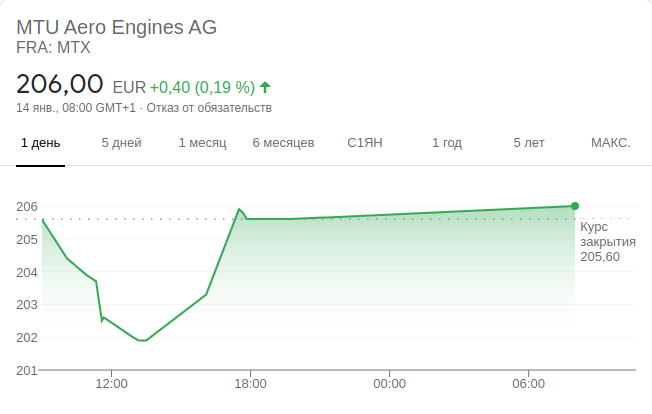 MTU Aero Engines AG
FRA: MTX
206,00 EUR +0,40 (0,19 %)
14 янв., 08:00 GMT+1 · Отказ от обязательств
1 день 5 дней 1 месяц 6 месяцев С1ЯН 1 год 5 лет МАКС.
206
205
204
203
202
201
Курс
закрытия
205,60
12:00 18:00 00:00 06:00